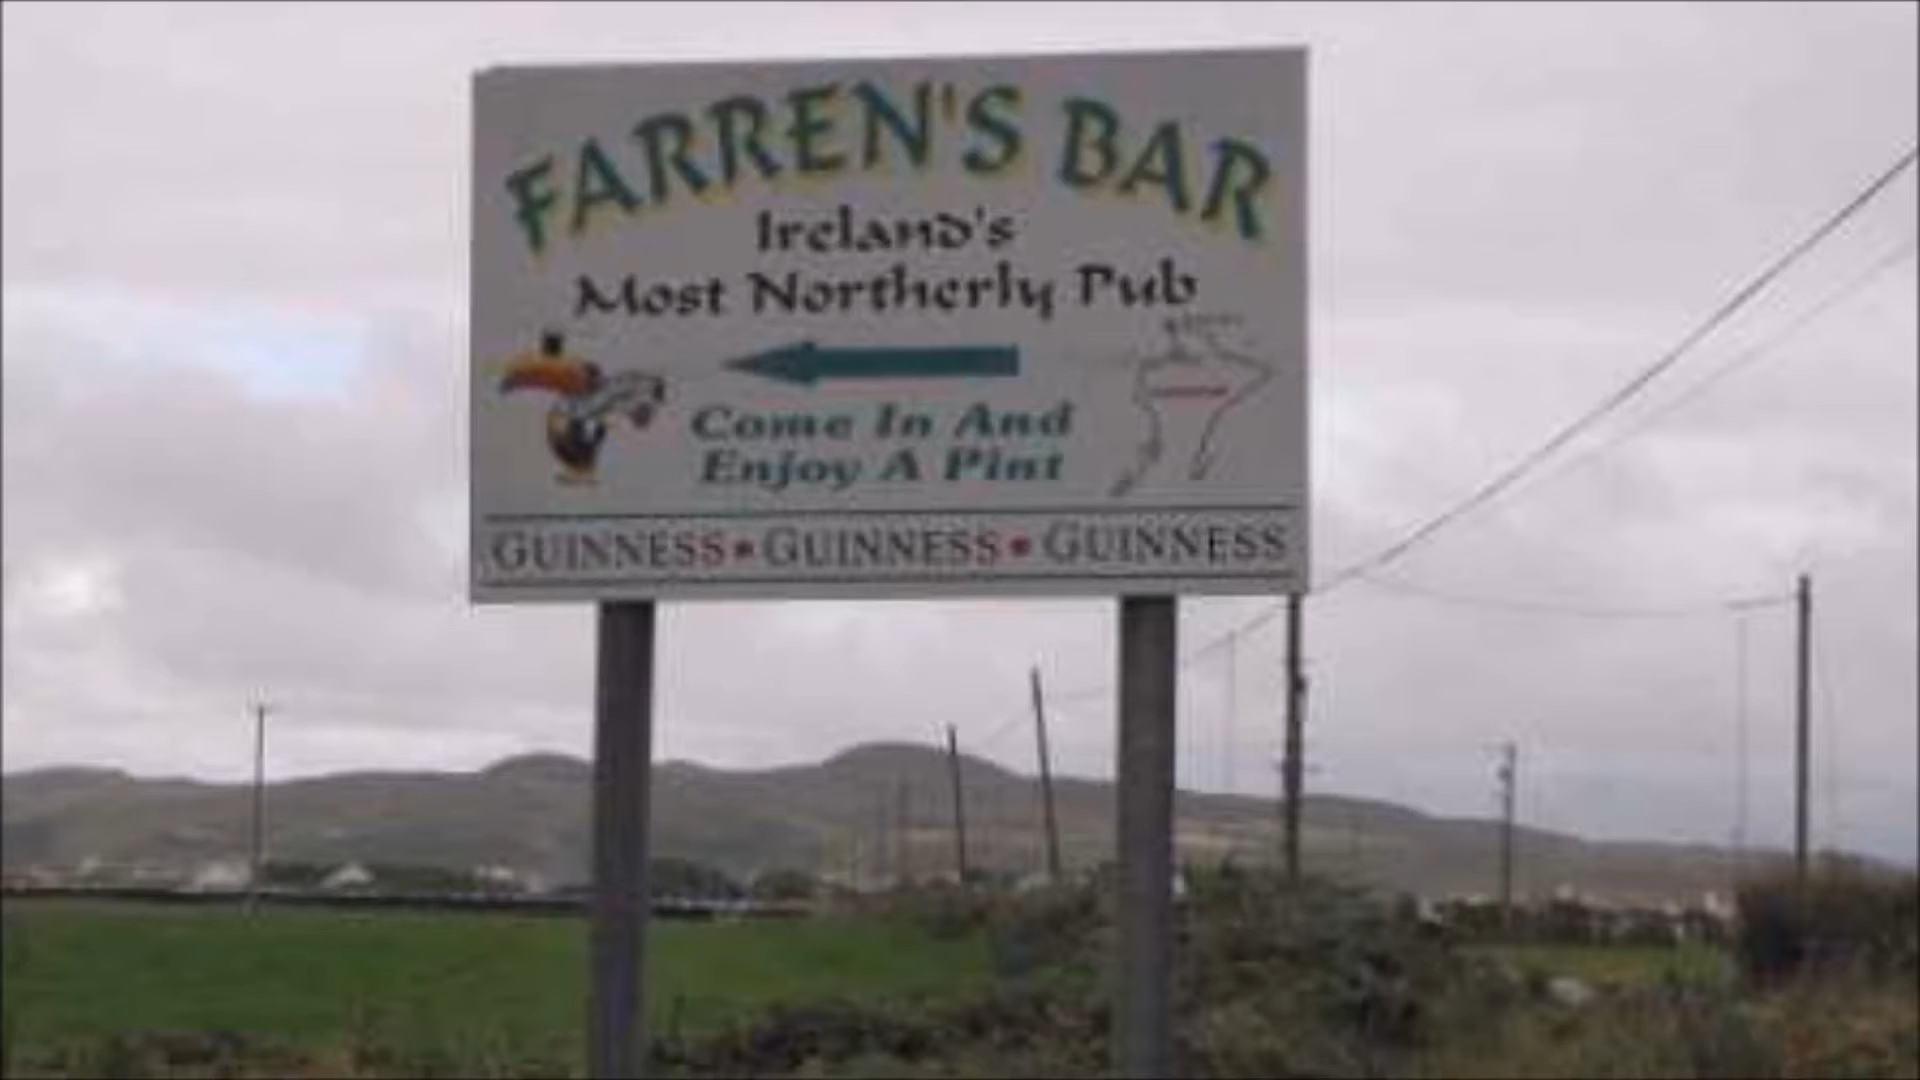 FARREN'S BAR
Ireland's
Most Northerly Pub
Come In And
Enjoy A Pint
GUINNESS • GUINNESS • GUINNESS